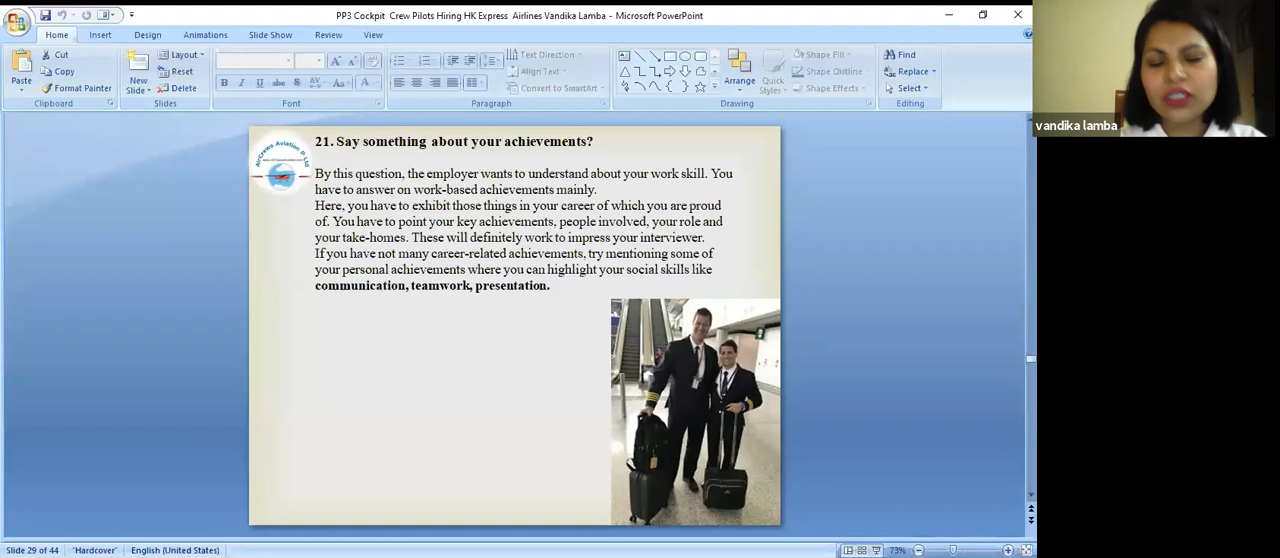 PP3 Cockpit Crew Pilots Hiring HK Express Airlines Vandika Lamba - Microsoft PowerPoint
Home Insert Design Animations Slide Show Review View
Paste
Cut
Copy
Format Painter
Clipboard
New
Slide
Layout
Reset
Delete
Slides
B I U abc S AV Aa A
Font
Text Direction
Align Text
Convert to SmartArt
Paragraph
Arrange
Quick
Styles
Shape Fill
Shape Outline
Shape Effects
Drawing
Find
Replace
Select
Editing
vandika lamba
AirCrews Aviation P Ltd
21. Say something about your achievements?
By this question, the employer wants to understand about your work skill. You
have to answer on work-based achievements mainly.
Here, you have to exhibit those things in your career of which you are proud
of. You have to point your key achievements, people involved, your role and
your take-homes. These will definitely work to impress your interviewer.
If you have not many career-related achievements, try mentioning some of
your personal achievements where you can highlight your social skills like
communication, teamwork, presentation.
Slide 29 of 44 "Hardcover" English (United States) 73%